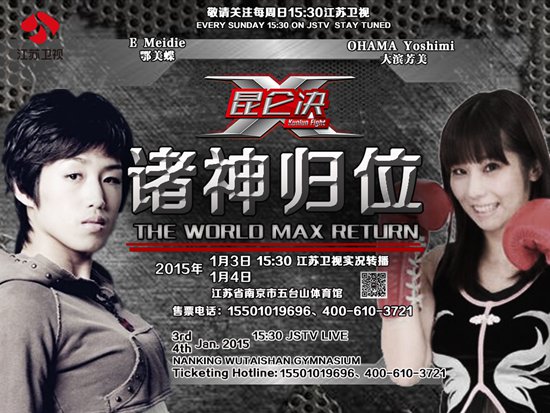 敬请关注每周日15:30江苏卫视
EVERY SUNDAY 15:30 ON JSTV STAY TUNED
江苏卫视
E Meidie
鄂美蝶
OHAMA Yoshimi
大滨芳美
昆仑决
Kunlun Fight
诸神归位
THE WORLD MAX RETURN
2015年
1月3日 15:30 江苏卫视实况转播
1月4日
江苏省南京市五台山体育馆
售票电话：15501019696、400-610-3721
3rd
4th
Jan. 2015
15:30 JSTV LIVE
NANKING WUTAISHAN GYMNASIUM
Ticketing Hotline: 15501019696、400-610-3721